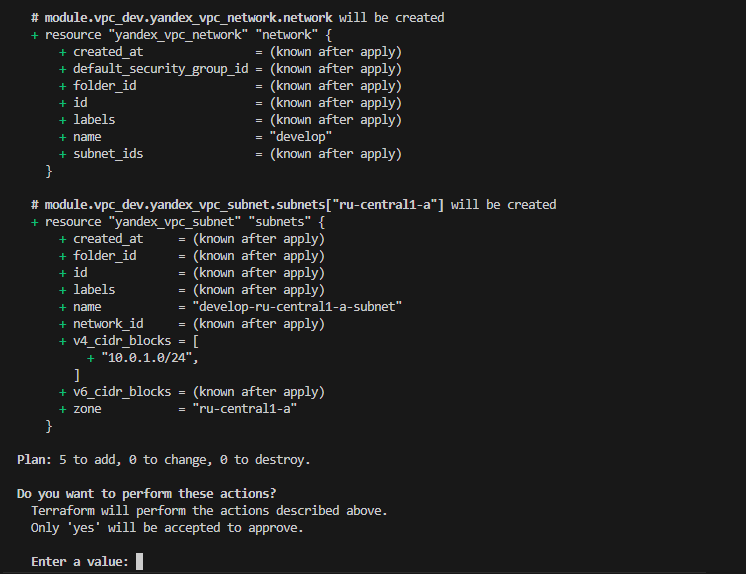 # module.vpc_dev.yandex_vpc_network.network will be created
+ resource "yandex_vpc_network" "network" {
+ created_at = (known after apply)
+ default_security_group_id = (known after apply)
+ folder_id = (known after apply)
+ id = (known after apply)
+ labels = (known after apply)
+ name = "develop"
+ subnet_ids = (known after apply)
}
# module.vpc_dev.yandex_vpc_subnet.subnets["ru-central1-a"] will be created
+ resource "yandex_vpc_subnet" "subnets" {
+ created_at = (known after apply)
+ folder_id = (known after apply)
+ id = (known after apply)
+ labels = (known after apply)
+ name = "develop-ru-central1-a-subnet"
+ network_id = (known after apply)
+ v4_cidr_blocks = [
+ "10.0.1.0/24",
]
+ v6_cidr_blocks = (known after apply)
+ zone = "ru-central1-a"
}
Plan: 5 to add, 0 to change, 0 to destroy.
Do you want to perform these actions?
Terraform will perform the actions described above.
Only 'yes' will be accepted to approve.
Enter a value: